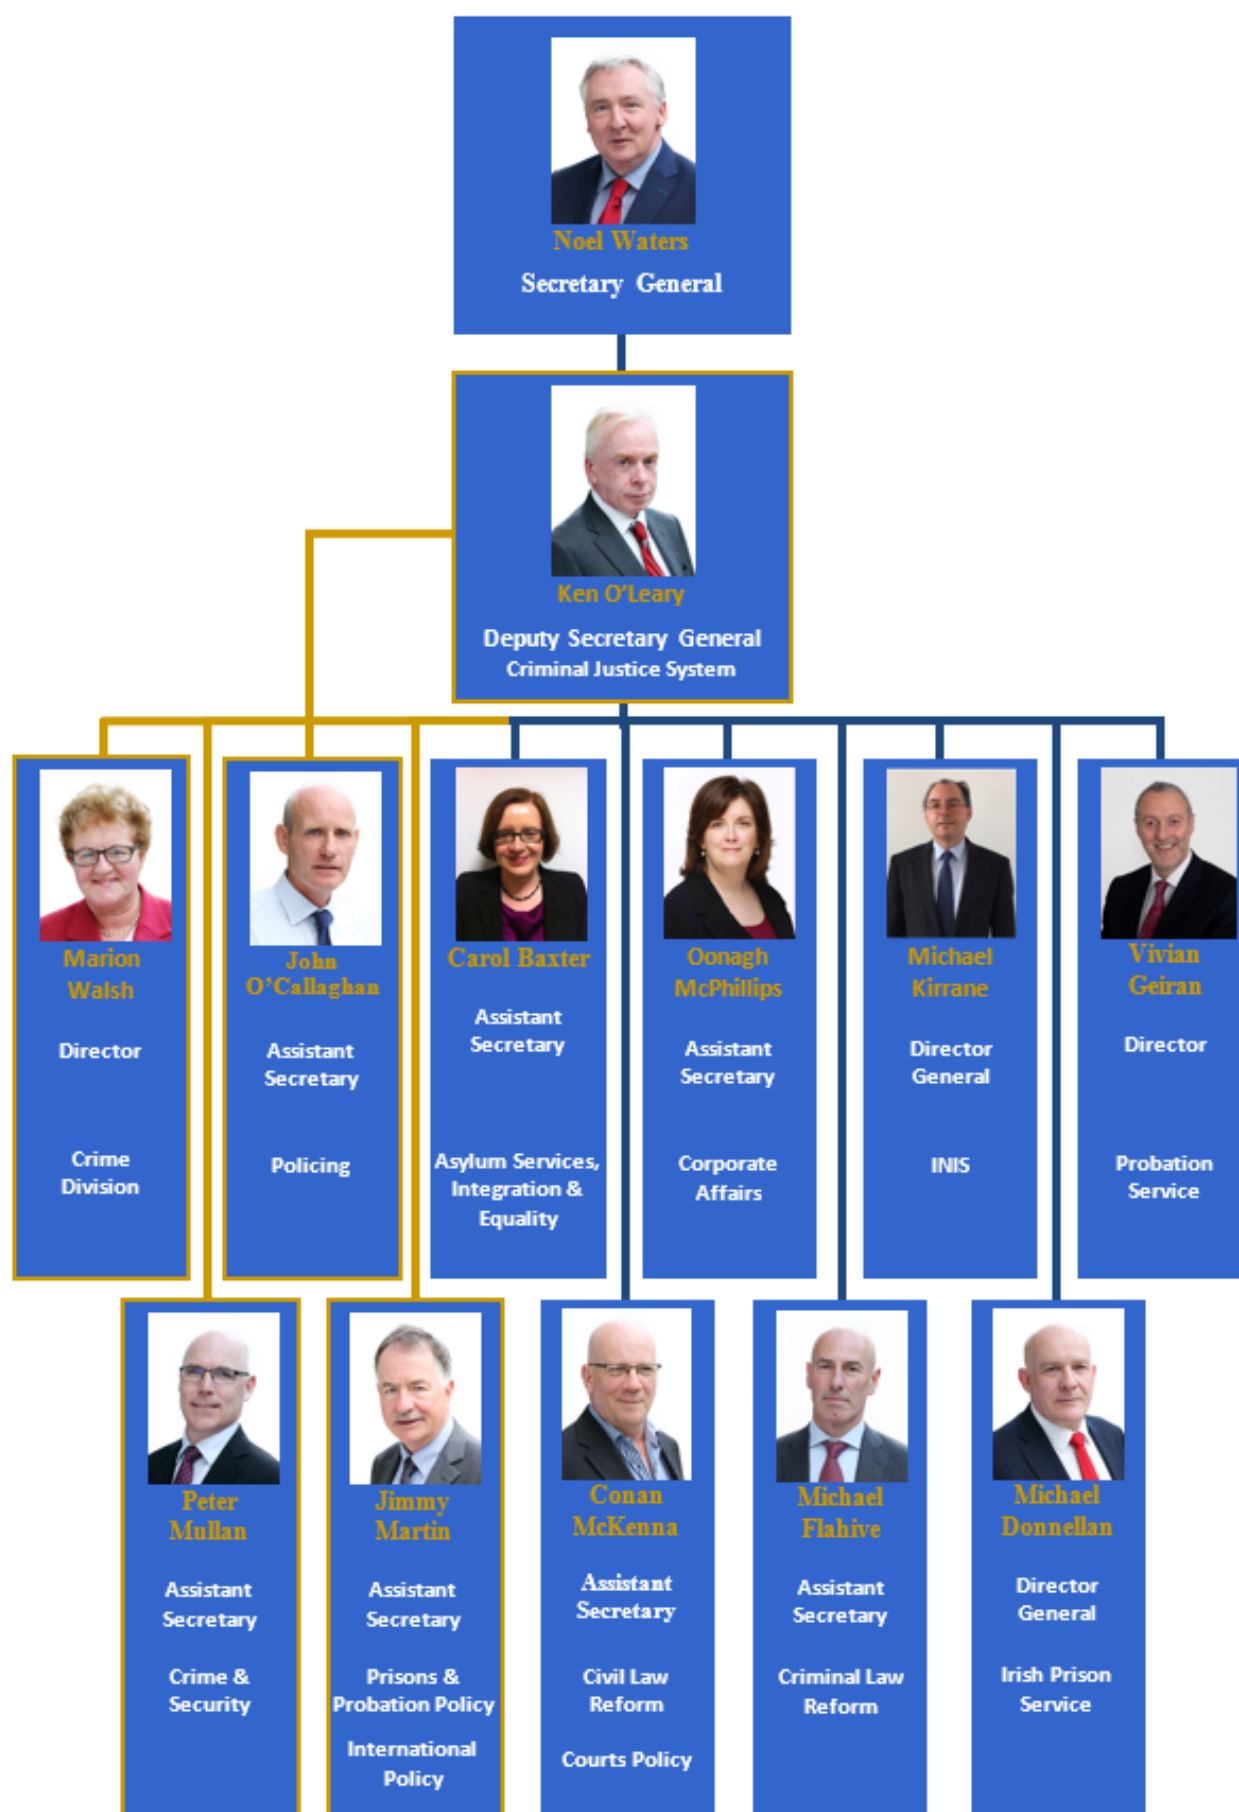 Noel Waters
Secretary General
Ken O'Leary
Deputy Secretary General
Criminal Justice System
Marion
Walsh
Director
Crime
Division
John
O'Callaghan
Assistant
Secretary
Policing
Carol Baxter
Assistant
Secretary
Asylum Services,
Integration &
Equality
Oonagh
McPhillips
Assistant
Secretary
Corporate
Affairs
Michael
Kirrane
Director
General
INIS
Vivian
Geiran
Director
Probation
Service
Peter
Mullan
Assistant
Secretary
Crime &
Security
Jimmy
Martin
Assistant
Secretary
Prisons &
Probation Policy
International
Policy
Conan
McKenna
Assistant
Secretary
Civil Law
Reform
Courts Policy
Michael
Flahive
Assistant
Secretary
Criminal Law
Reform
Michael
Donnellan
Director
General
Irish Prison
Service